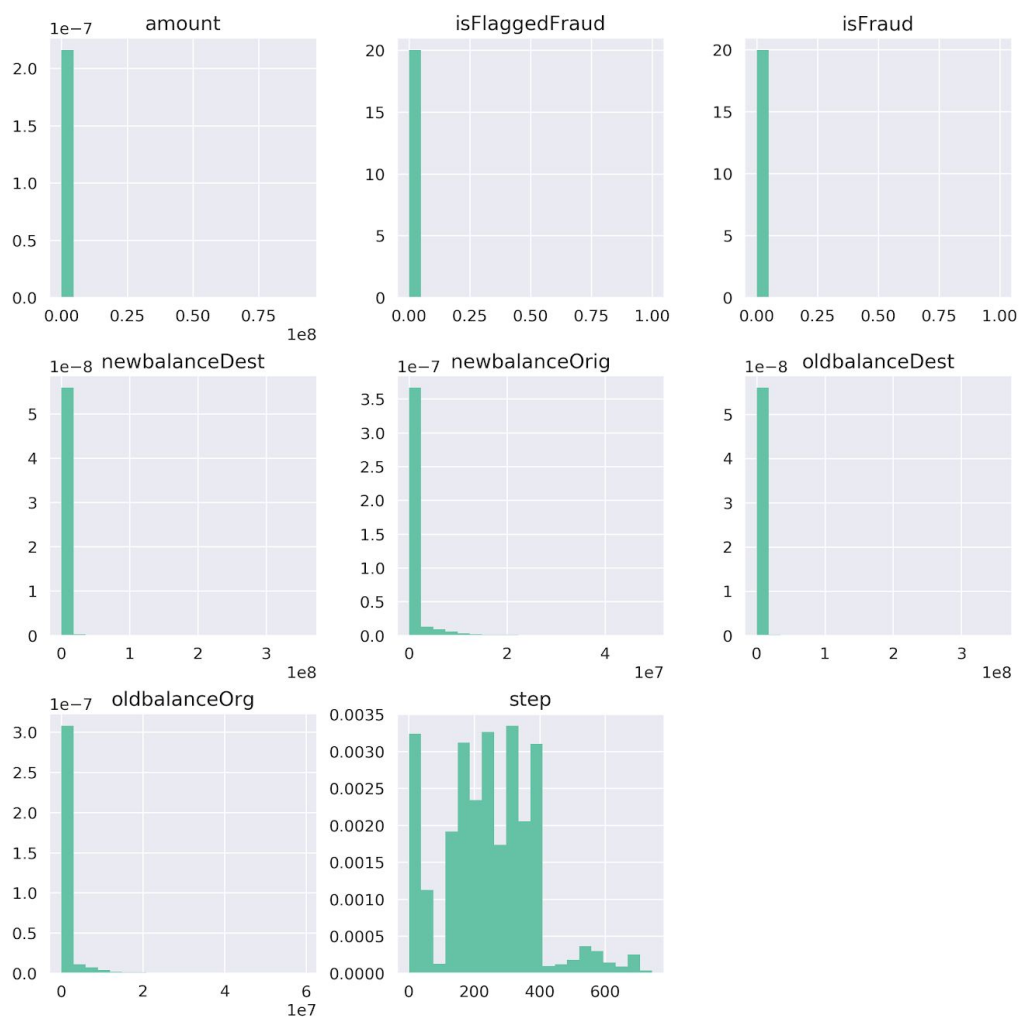 amount
1e−7
2.0
1.5
1.0
0.5
0.0
0.00 0.25 0.50 0.75
1e8
isFlaggedFraud
20
15
10
5
0
0.00 0.25 0.50 0.75 1.00
isFraud
20
15
10
5
0
0.00 0.25 0.50 0.75 1.00
1e−8 newbalanceDest
5
4
3
2
1
0
0 1 2 3
1e8
1e−7 newbalanceOrig
3.5
3.0
2.5
2.0
1.5
1.0
0.5
0.0
0 2 4
1e7
1e−8 oldbalanceDest
5
4
3
2
1
0
0 1 2 3
1e8
1e−7 oldbalanceOrg
3.0
2.5
2.0
1.5
1.0
0.5
0.0
0 2 4 6
1e7
step
0.0035
0.0030
0.0025
0.0020
0.0015
0.0010
0.0005
0.0000
0 200 400 600